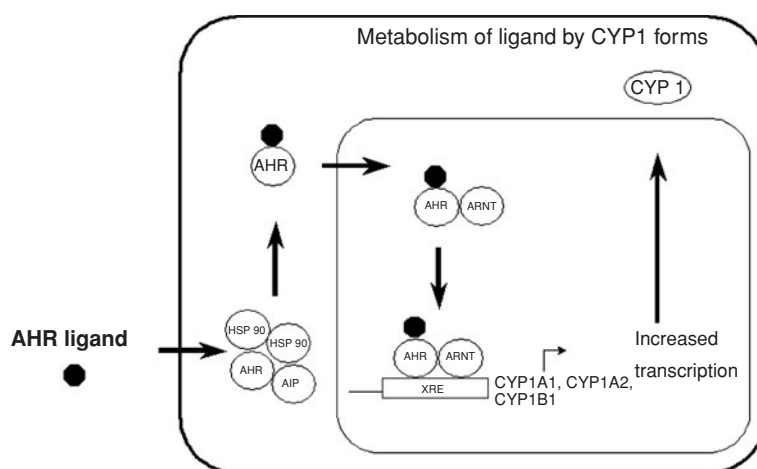 Metabolism of ligand by CYP1 forms
CYP 1
AHR
AHR
ARNT
AHR ligand
HSP 90
HSP 90
AHR
AIP
AHR
ARNT
XRE
CYP1A1, CYP1A2,
CYP1B1
Increased
transcription